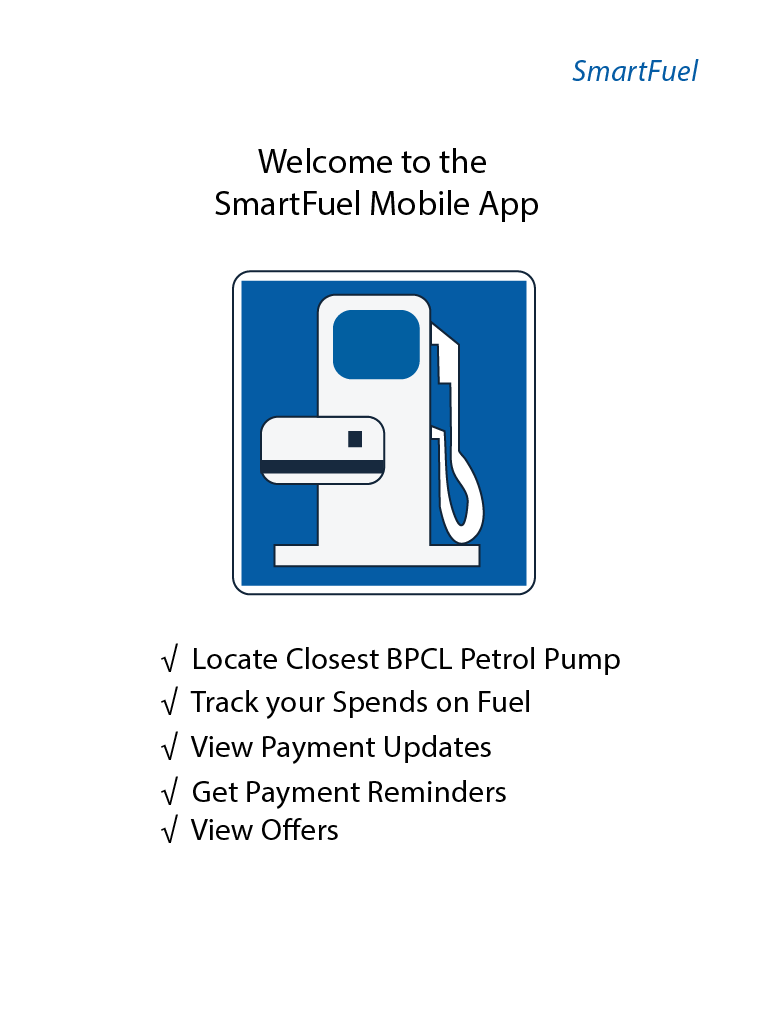 SmartFuel
Welcome to the
SmartFuel Mobile App
√ Locate Closest BPCL Petrol Pump
√ Track your Spends on Fuel
√ View Payment Updates
√ Get Payment Reminders
√ View Offers